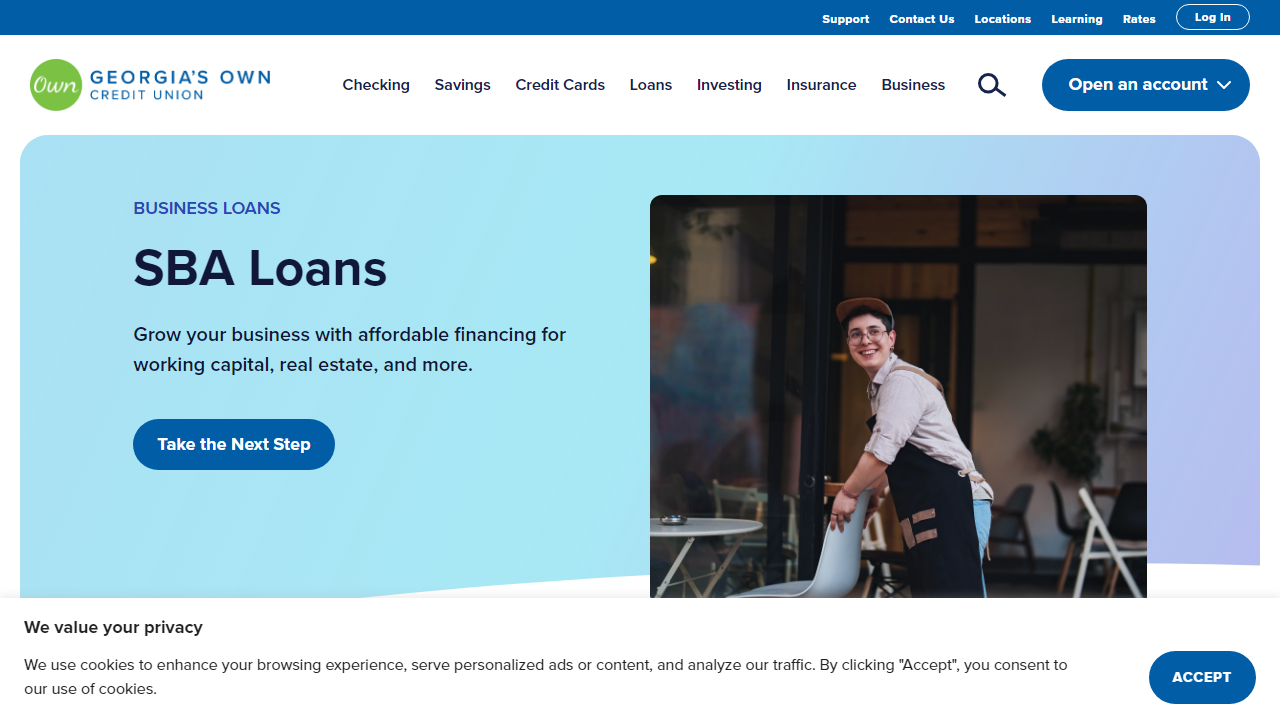 Support Contact Us Locations Learning Rates Log In
Own GEORGIA'S OWN
CREDIT UNION
Checking Savings Credit Cards Loans Investing Insurance Business Open an account
BUSINESS LOANS
SBA Loans
Grow your business with affordable financing for
working capital, real estate, and more.
Take the Next Step
We value your privacy
We use cookies to enhance your browsing experience, serve personalized ads or content, and analyze our traffic. By clicking "Accept", you consent to
our use of cookies.
ACCEPT